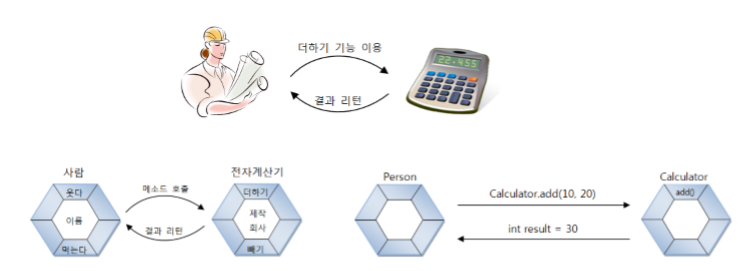 더하기 기능 이용
22.455
결과 리턴
사람
전자계산기
웃다
이름
먹는다
메소드 호출
결과 리턴
더하기
제작
회사
빼기
Person
Calculator
Calculator.add(10, 20)
int result = 30
add()